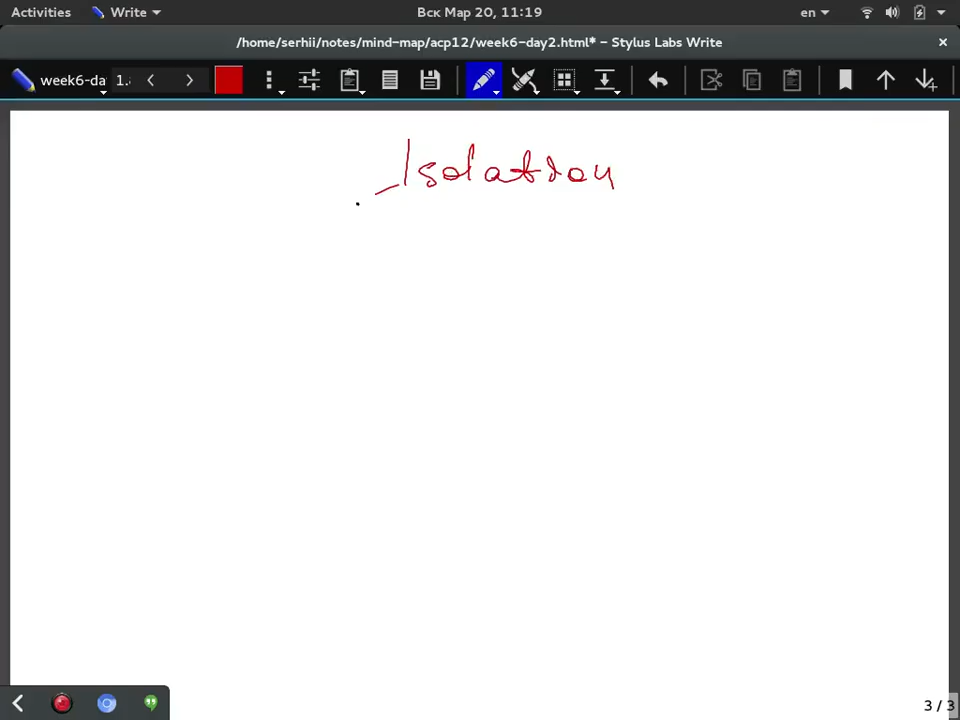 Activities Write Вск Мар 20, 11:19 en
/home/serhii/notes/mind-map/acp12/week6-day2.html* – Stylus Labs Write
week6-da 1.
Isolation
3 / 3